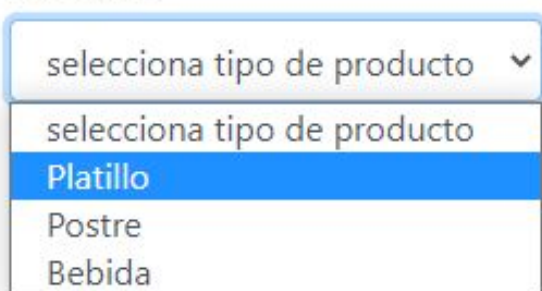 selecciona tipo de producto
selecciona tipo de producto
Platillo
Postre
Bebida